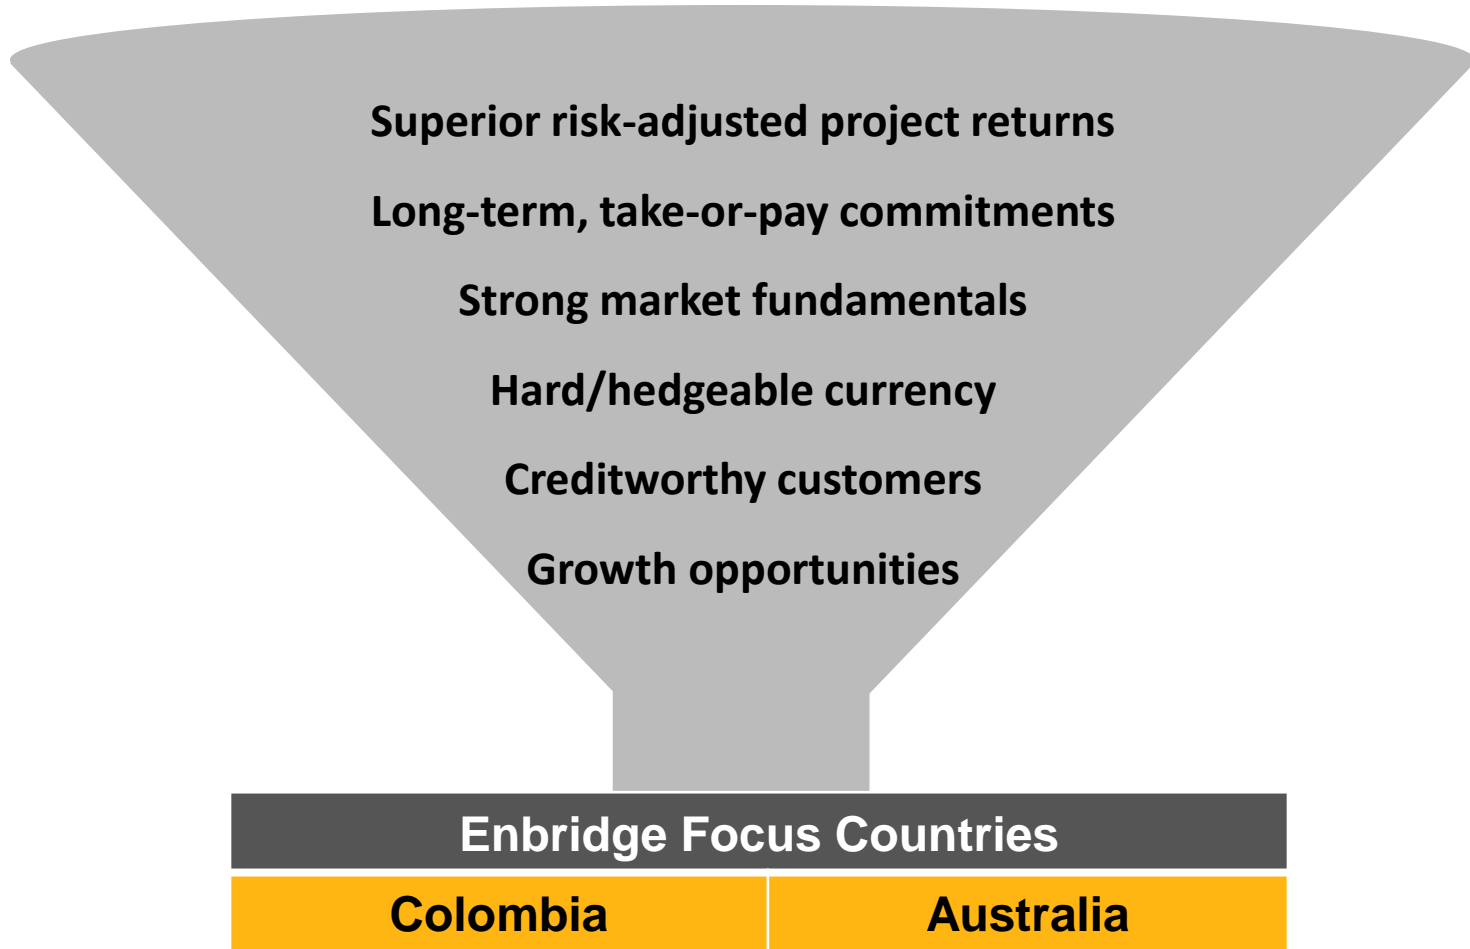 Superior risk-adjusted project returns
Long-term, take-or-pay commitments
Strong market fundamentals
Hard/hedgeable currency
Creditworthy customers
Growth opportunities
Enbridge Focus Countries
Colombia
Australia